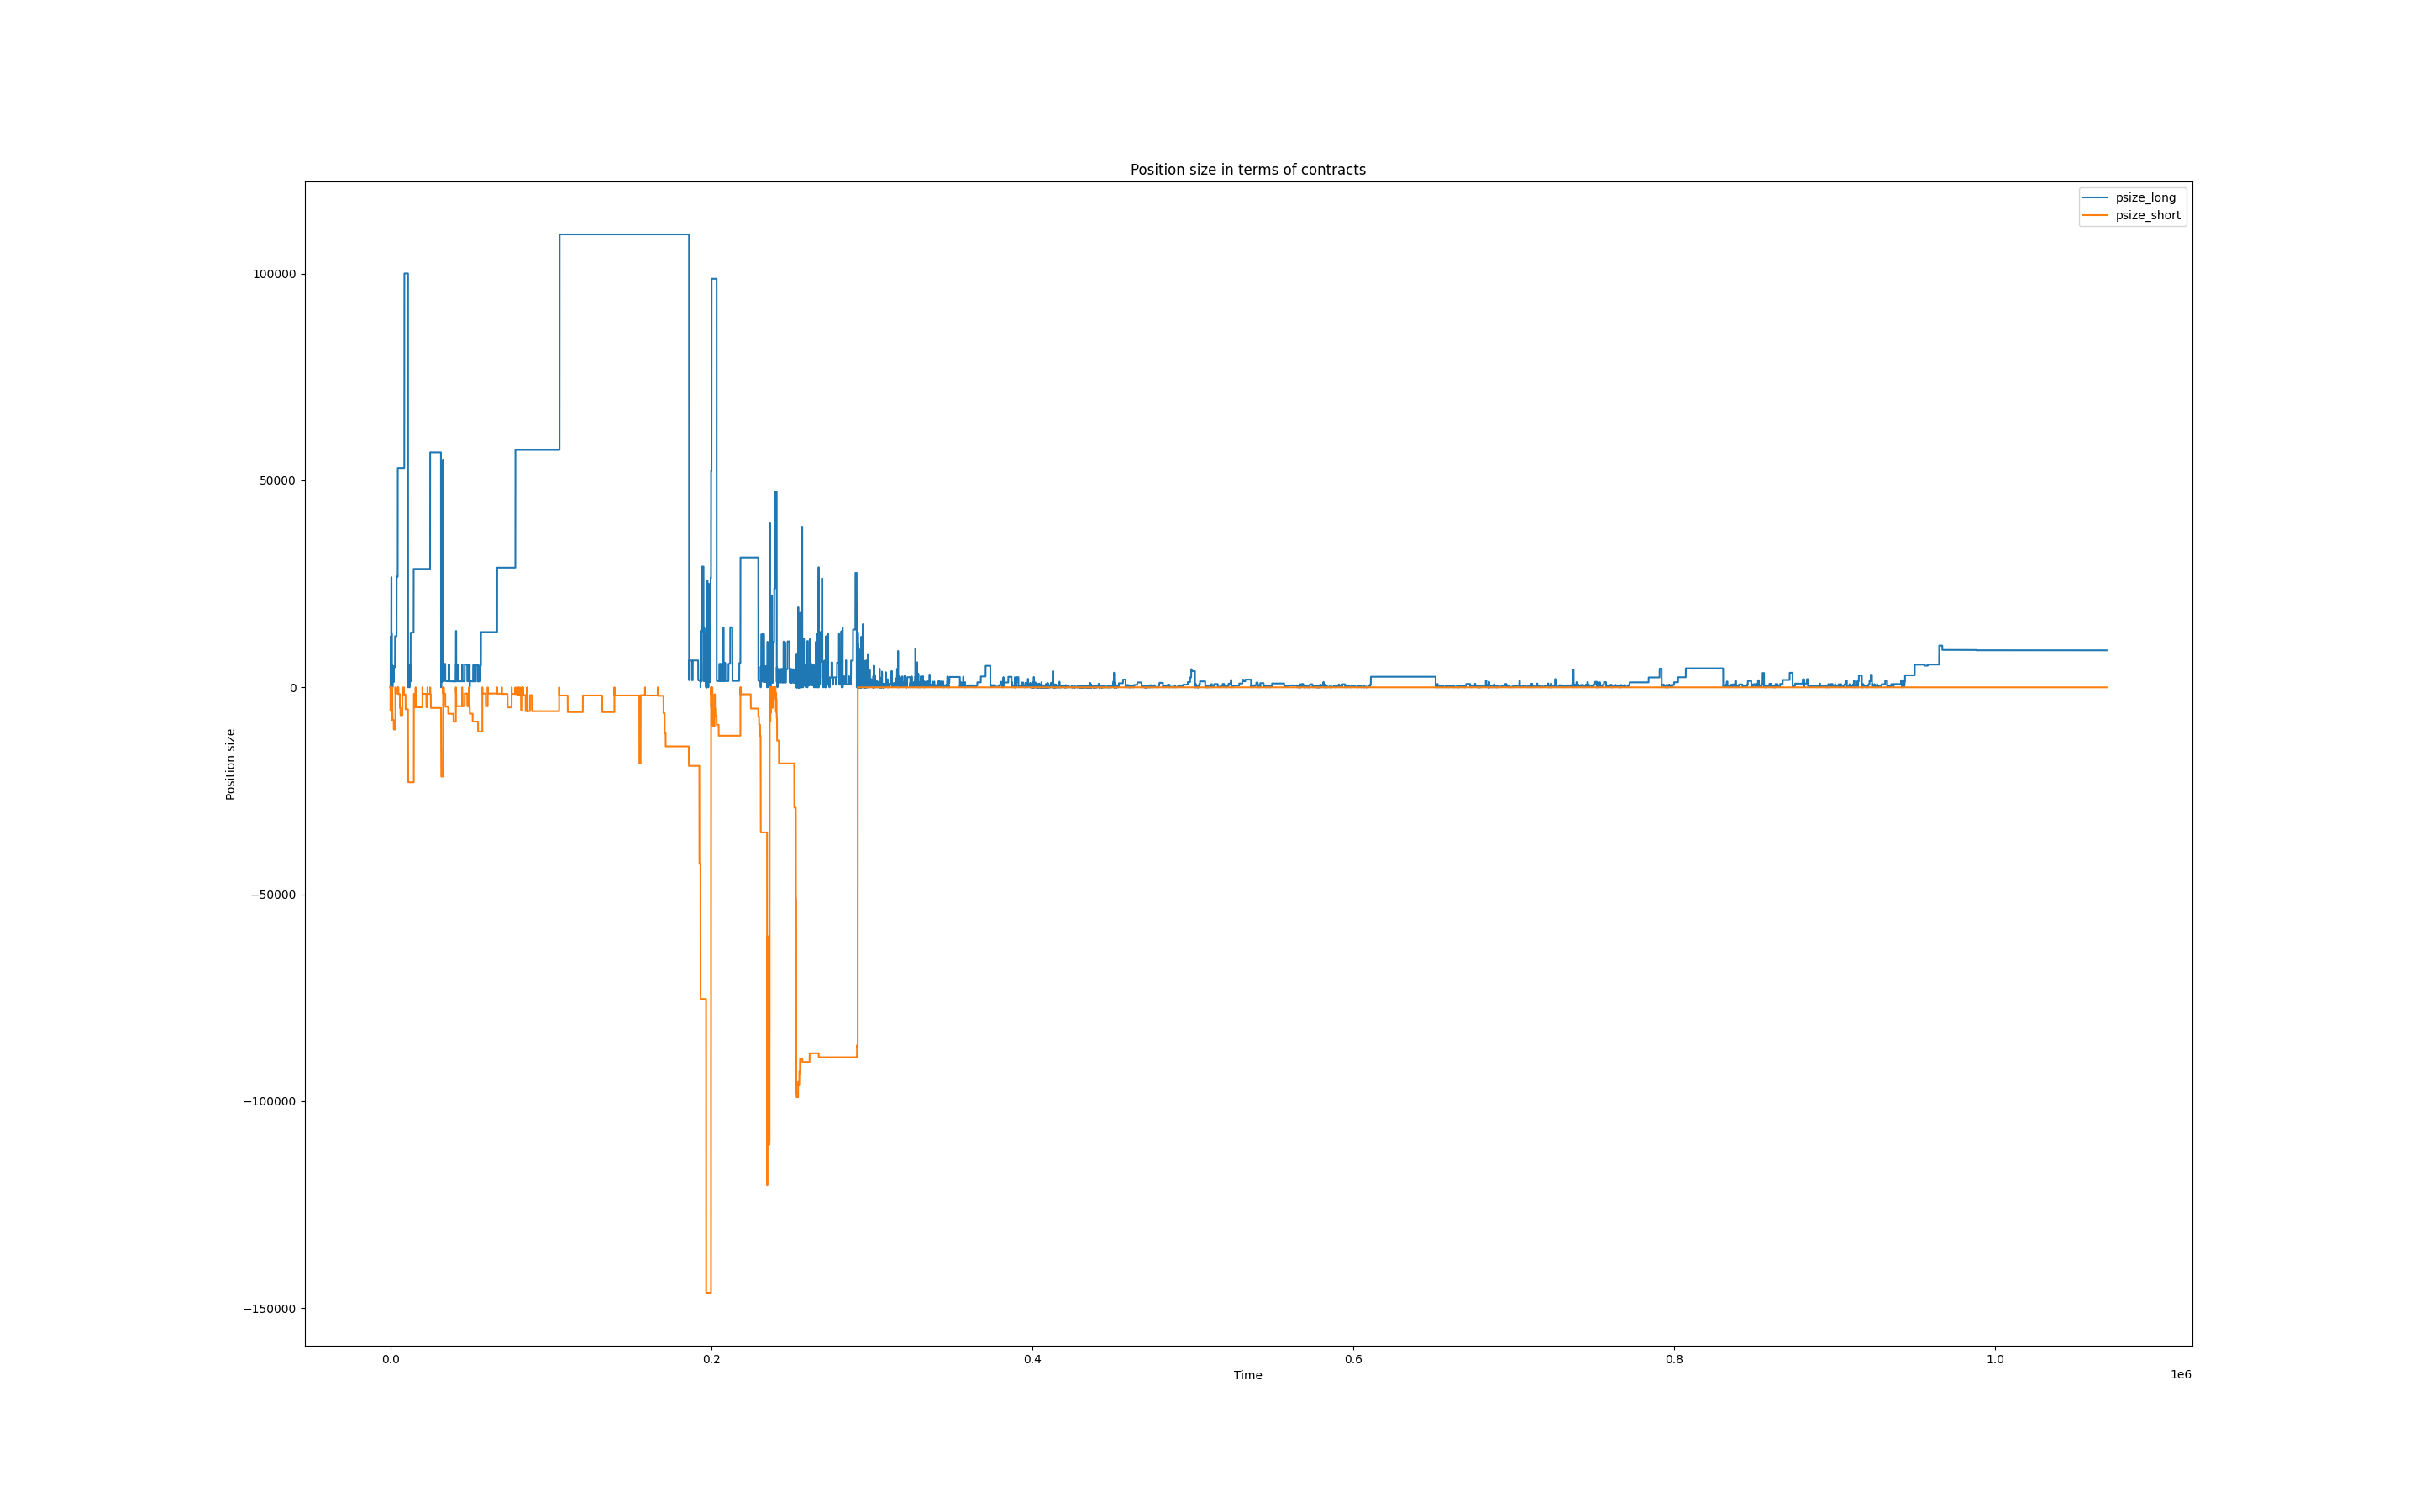 Position size in terms of contracts
psize_long
psize_short
100000
50000
0
−50000
−100000
−150000
Position size
0.0
0.2
0.4
0.6
0.8
1.0
Time
1e6